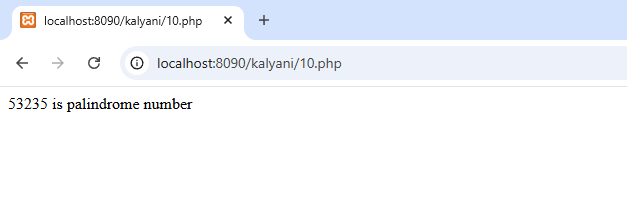 localhost:8090/kalyani/10.php
localhost:8090/kalyani/10.php
53235 is palindrome number